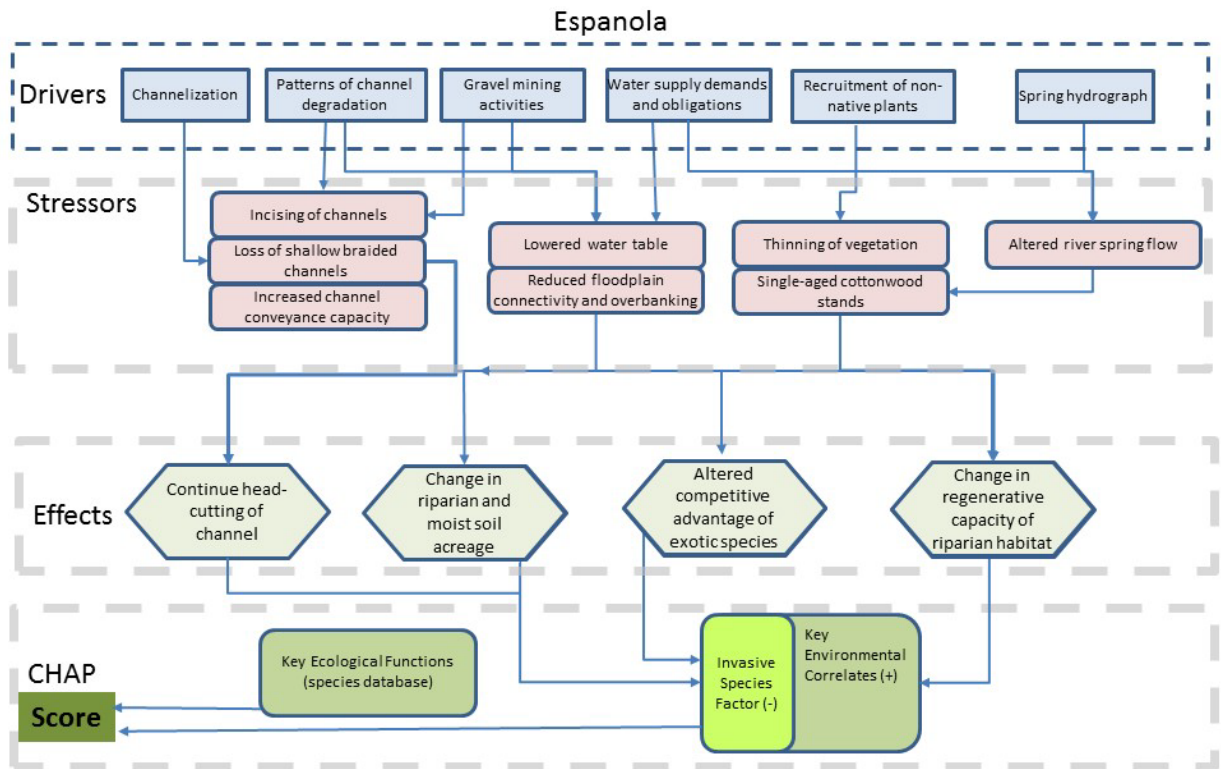 Espanola
Drivers
Channelization
Patterns of channel
degradation
Gravel mining
activities
Water supply demands
and obligations
Recruitment of non-
native plants
Spring hydrograph
Stressors
Incising of channels
Loss of shallow braided
channels
Increased channel
conveyance capacity
Lowered water table
Reduced floodplain
connectivity and overbanking
Thinning of vegetation
Single-aged cottonwood
stands
Altered river spring flow
Effects
Continue head-
cutting of
channel
Change in
riparian and
moist soil
acreage
Altered
competitive
advantage of
exotic species
Change in
regenerative
capacity of
riparian habitat
CHAP
Score
Key Ecological Functions
(species database)
Invasive
Species
Factor (-)
Key
Environmental
Correlates (+)